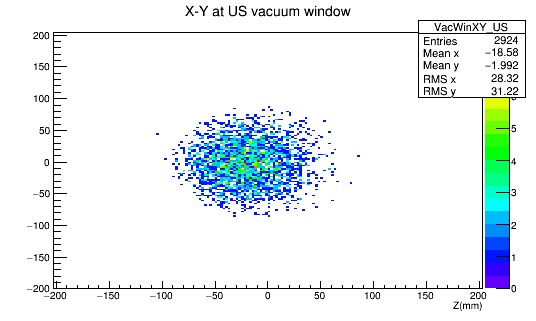 X-Y at US vacuum window
VacWinXY_US
Entries 2924
Mean x −18.58
Mean y −1.992
RMS x 28.32
RMS y 31.22
200
150
100
50
0
−50
−100
−150
−200
−200 −150 −100 −50 0 50 100 150 200
Z(mm)
5
4
3
2
1
0